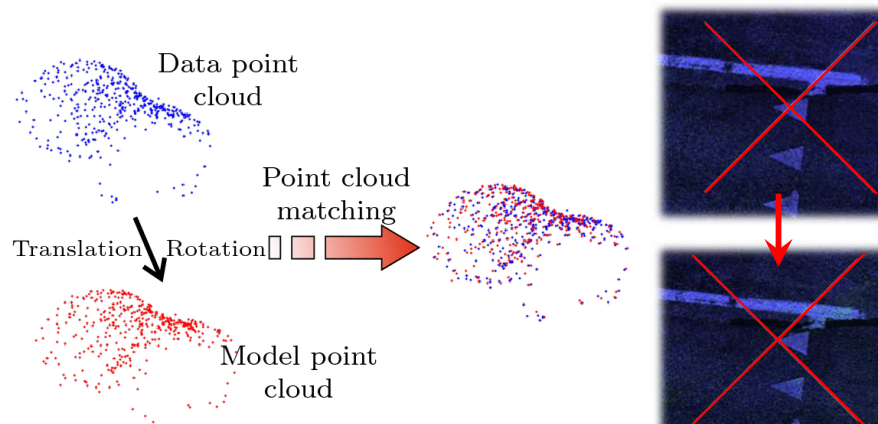 Data point
cloud
Point cloud
matching
Translation
Rotation
Model point
cloud